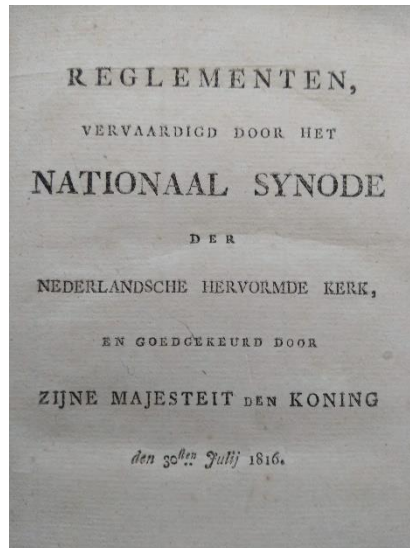 REGLEMENTEN,
VERVAARDIGD DOOR HET
NATIONAAL SYNODE
DER
NEDERLANDSCHE HERVORMDE KERK,
EN GOEDGEKEURD DOOR
ZIJNE MAJESTEIT DEN KONING
den 30sten Julij 1816.